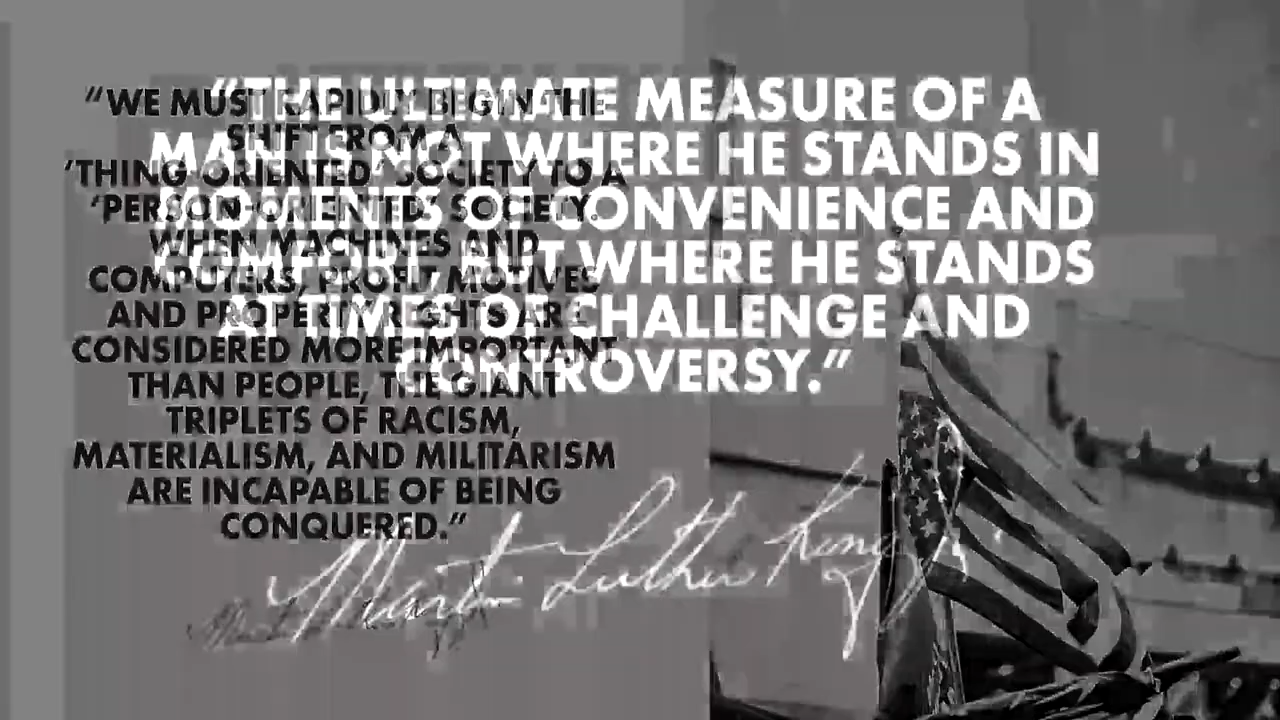 “WE MUST RAPIDLY BEGIN THE
SHIFT FROM A
‘THING-ORIENTED’ SOCIETY TO A
‘PERSON-ORIENTED’ SOCIETY.
WHEN MACHINES AND
COMPUTERS, PROFIT MOTIVES
AND PROPERTY RIGHTS ARE
CONSIDERED MORE IMPORTANT
THAN PEOPLE, THE GIANT
TRIPLETS OF RACISM,
MATERIALISM, AND MILITARISM
ARE INCAPABLE OF BEING
CONQUERED.”
“THE ULTIMATE MEASURE OF A
MAN IS NOT WHERE HE STANDS IN
MOMENTS OF CONVENIENCE AND
COMFORT, BUT WHERE HE STANDS
AT TIMES OF CHALLENGE AND
CONTROVERSY.”
Martin Luther King Jr.